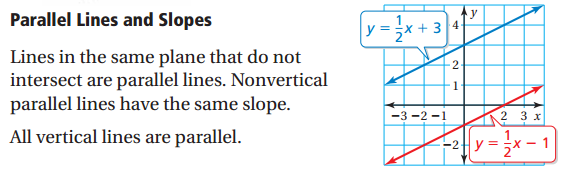 Parallel Lines and Slopes
Lines in the same plane that do not
intersect are parallel lines. Nonvertical
parallel lines have the same slope.
All vertical lines are parallel.
y = 1/2x + 3
y
4
2
1
-3 -2 -1
2 3 x
-2
y = 1/2x − 1